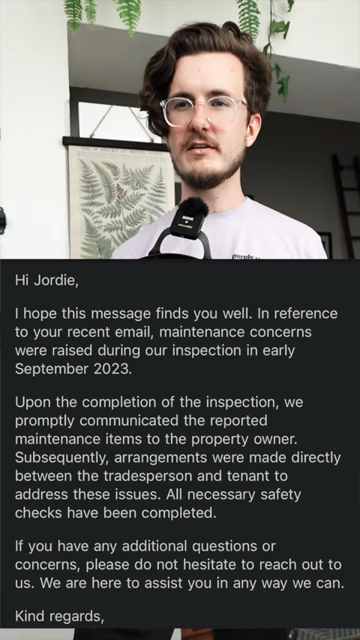 Hi Jordie,
I hope this message finds you well. In reference
to your recent email, maintenance concerns
were raised during our inspection in early
September 2023.
Upon the completion of the inspection, we
promptly communicated the reported
maintenance items to the property owner.
Subsequently, arrangements were made directly
between the tradesperson and tenant to
address these issues. All necessary safety
checks have been completed.
If you have any additional questions or
concerns, please do not hesitate to reach out to
us. We are here to assist you in any way we can.
Kind regards,